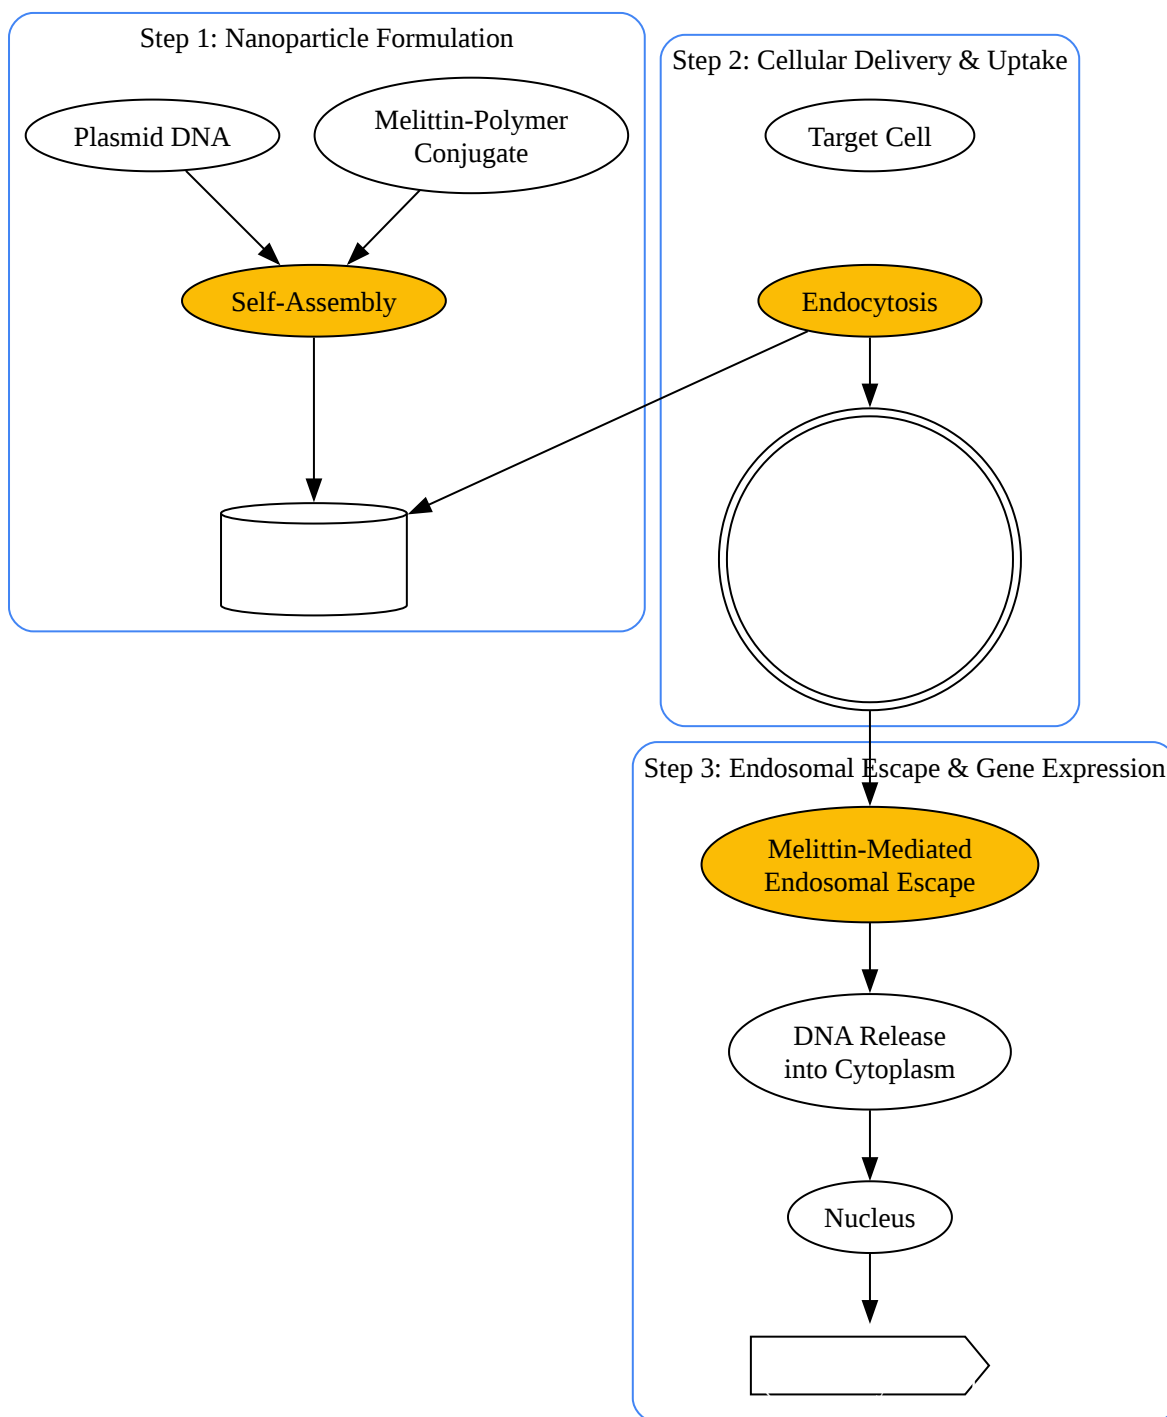 Step 1: Nanoparticle Formulation
Plasmid DNA
Melittin-Polymer
Conjugate
Self-Assembly
Step 2: Cellular Delivery & Uptake
Target Cell
Endocytosis
Step 3: Endosomal Escape & Gene Expression
Melittin-Mediated
Endosomal Escape
DNA Release
into Cytoplasm
Nucleus